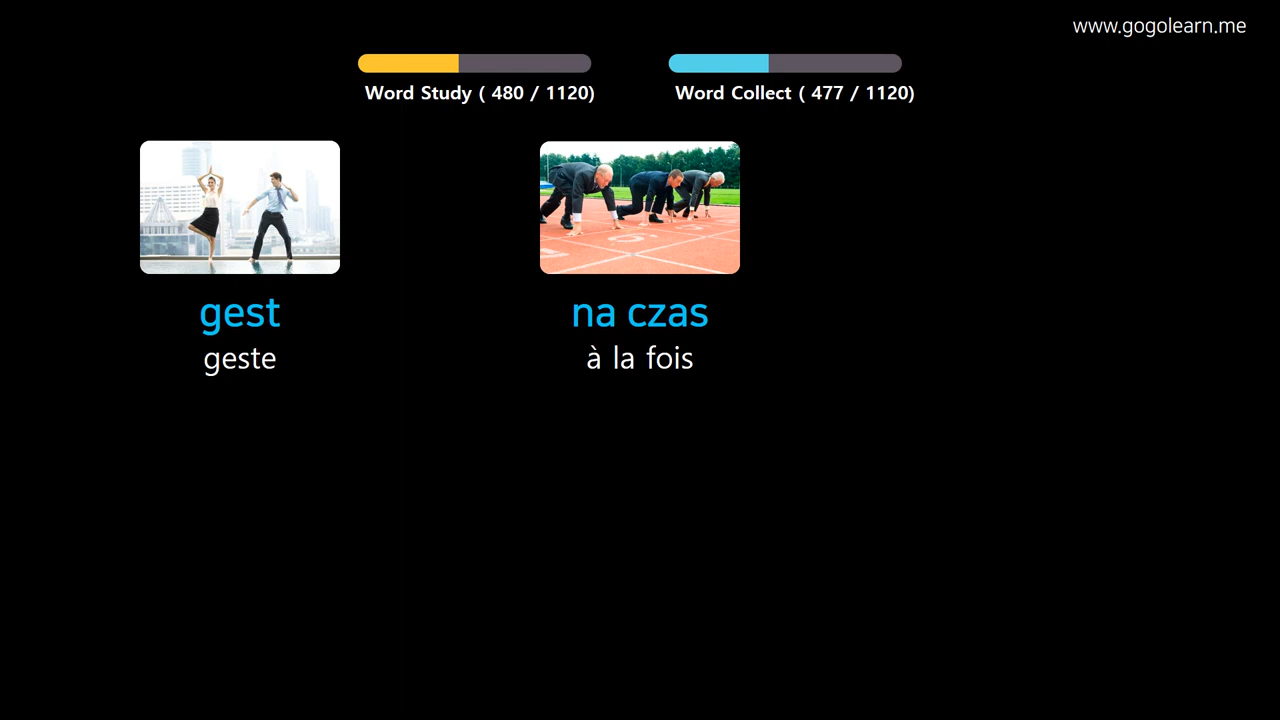 www.gogolearn.me
Word Study ( 480 / 1120)
Word Collect ( 477 / 1120)
gest
geste
na czas
à la fois